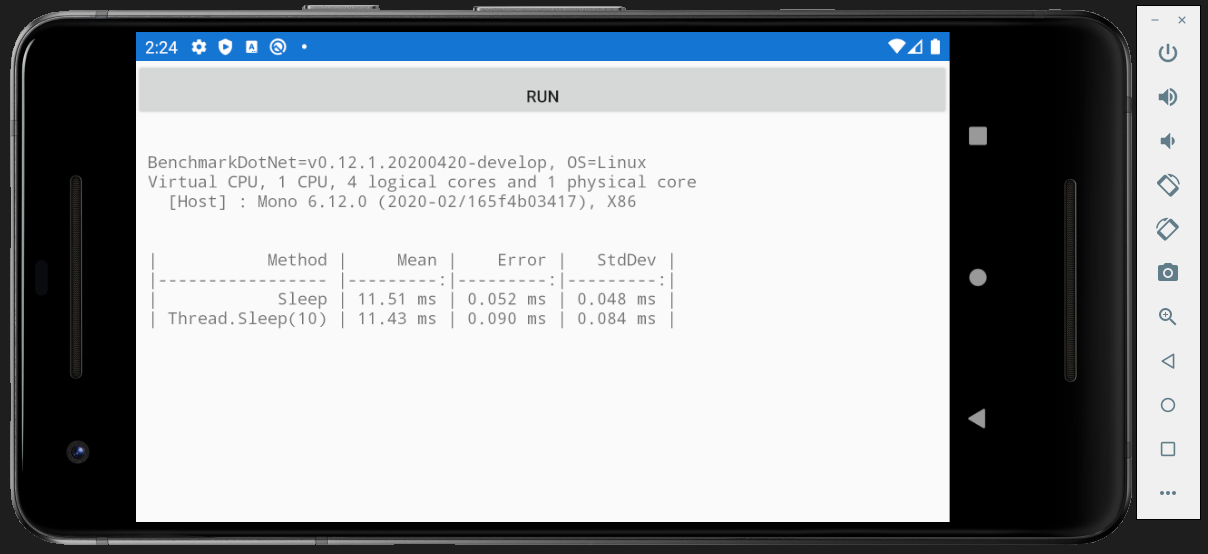 2:24
RUN
BenchmarkDotNet=v0.12.1.20200420-develop, OS=Linux
Virtual CPU, 1 CPU, 4 logical cores and 1 physical core
  [Host] : Mono 6.12.0 (2020-02/165f4b03417), X86
|           Method |     Mean |    Error |   StdDev |
|----------------- |---------:|---------:|---------:|
|            Sleep | 11.51 ms | 0.052 ms | 0.048 ms |
| Thread.Sleep(10) | 11.43 ms | 0.090 ms | 0.084 ms |